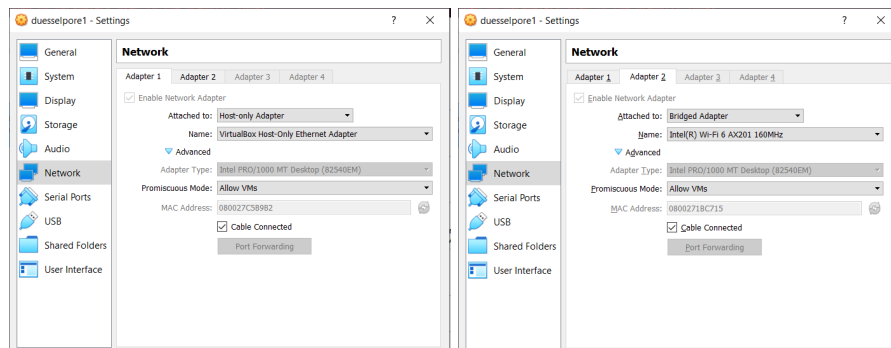 duesselpore1 - Settings
General
System
Display
Storage
Audio
Network
Serial Ports
USB
Shared Folders
User Interface
Network
Adapter 1 Adapter 2 Adapter 3 Adapter 4
Enable Network Adapter
Attached to: Host-only Adapter
Name: VirtualBox Host-Only Ethernet Adapter
Advanced
Adapter Type: Intel PRO/1000 MT Desktop (82540EM)
Promiscuous Mode: Allow VMs
MAC Address: 080027C589B2
Cable Connected
Port Forwarding
duesselpore1 - Settings
General
System
Display
Storage
Audio
Network
Serial Ports
USB
Shared Folders
User Interface
Network
Adapter 1 Adapter 2 Adapter 3 Adapter 4
Enable Network Adapter
Attached to: Bridged Adapter
Name: Intel(R) Wi-Fi 6 AX201 160MHz
Advanced
Adapter Type: Intel PRO/1000 MT Desktop (82540EM)
Promiscuous Mode: Allow VMs
MAC Address: 0800271BC715
Cable Connected
Port Forwarding